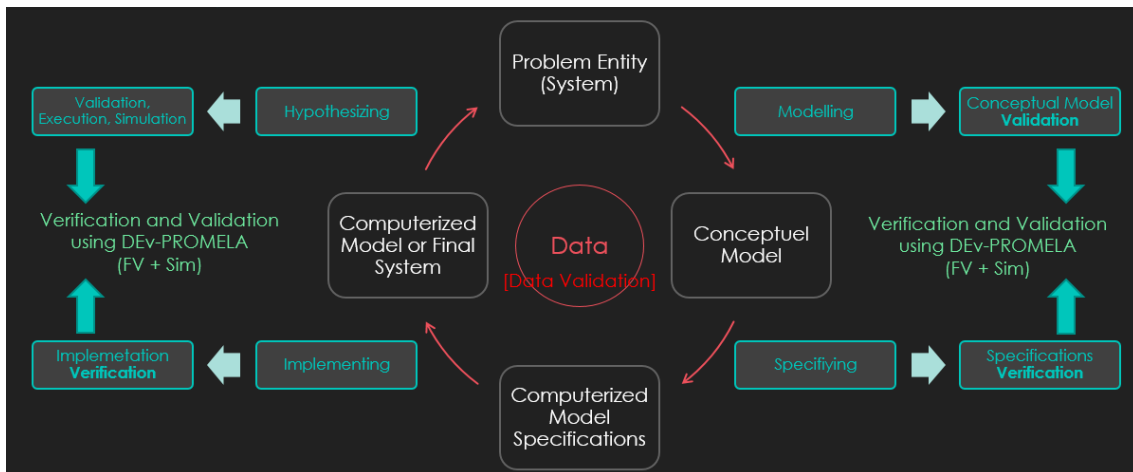 Problem Entity
(System)
Validation,
Execution, Simulation
Hypothesizing
Modelling
Conceptual Model
Validation
Verification and Validation
using DEv-PROMELA
(FV + Sim)
Computerized
Model or Final
System
Data
[Data Validation]
Conceptuel
Model
Verification and Validation
using DEv-PROMELA
(FV + Sim)
Implemetation
Verification
Implementing
Computerized
Model
Specifications
Specifiying
Specifications
Verification